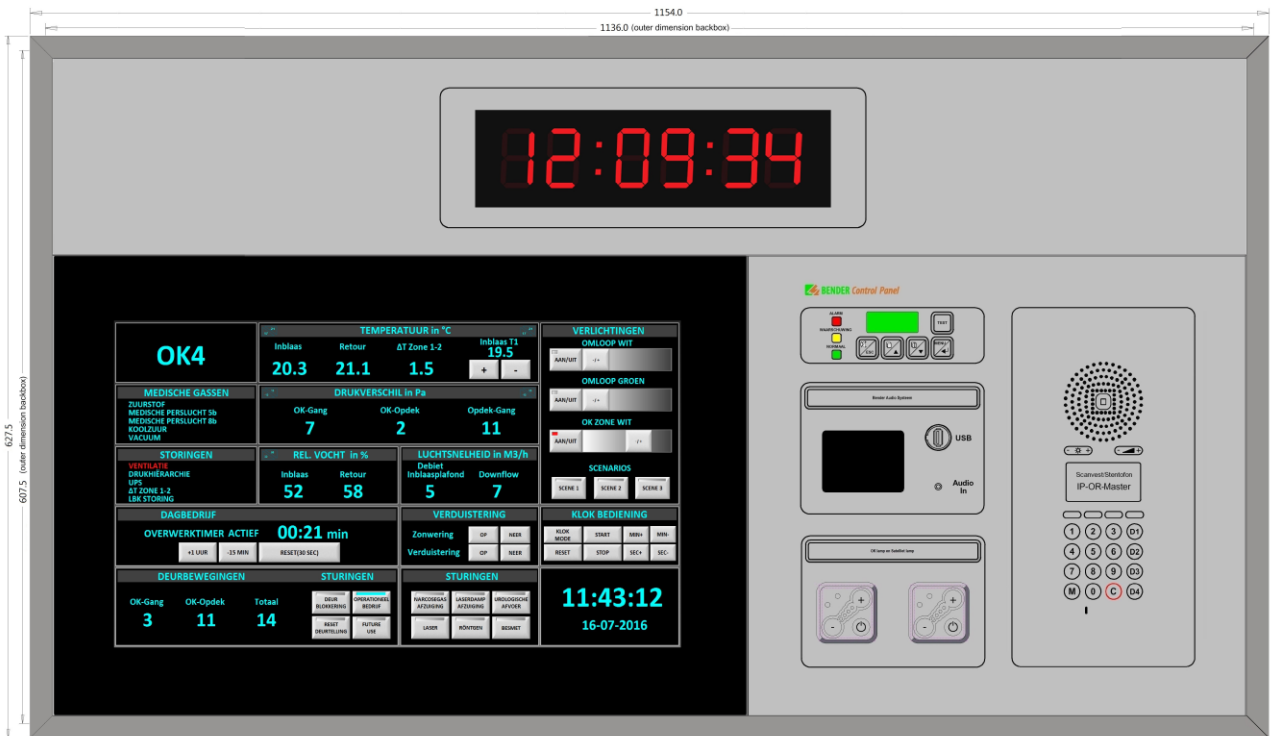 1154.0
1136.0 (outer dimension backbox)
627.5
607.5 (outer dimension backbox)
12:09:34
BENDER Control Panel
ALARM
WAARSCHUWING
NORMAAL
TEST
ESC
MENU
OK4
TEMPERATUUR in °C
Inblaas Retour ΔT Zone 1-2 Inblaas T1
20.3 21.1 1.5 19.5
+ -
MEDISCHE GASSEN
ZUURSTOF
MEDISCHE PERSLUCHT 5b
MEDISCHE PERSLUCHT 8b
KOOLZUUR
VACUUM
DRUKVERSCHIL in Pa
OK-Gang OK-Opdek Opdek-Gang
7 2 11
STORINGEN
VENTILATIE
DRUKHIËRARCHIE
UPS
ΔT ZONE 1-2
LBK STORING
REL. VOCHT in %
Inblaas Retour
52 58
LUCHTSNELHEID in M3/h
Debiet
Inblaasplafond Downflow
5 7
VERLICHTINGEN
OMLOOP WIT
AAN/UIT -/+
OMLOOP GROEN
AAN/UIT -/+
OK ZONE WIT
AAN/UIT -/+
SCENARIOS
SCENE 1 SCENE 2 SCENE 3
DAGBEDRIJF
OVERWERKTIMER ACTIEF 00:21 min
+1 UUR -15 MIN RESET(30 SEC)
VERDUISTERING
Zonwering OP NEER
Verduistering OP NEER
KLOK BEDIENING
KLOK MODE START MIN+ MIN-
RESET STOP SEC+ SEC-
DEURBEWEGINGEN STURINGEN
OK-Gang OK-Opdek Totaal
3 11 14
DEUR BLOKKERING OPERATIONEEL BEDRIJF
RESET DEURTELLING FUTURE USE
STURINGEN
NARCOSEGAS AFZUIGING LASERDAMP AFZUIGING UROLOGISCHE AFVOER
LASER RÖNTGEN BESMET
11:43:12
16-07-2016
Bender Audio Systeem
USB
Audio
In
OK lamp en Satelliet lamp
+ +
- -
Scanvest/Stentofon
IP-OR-Master
1 2 3 D1
4 5 6 D2
7 8 9 D3
M 0 C D4